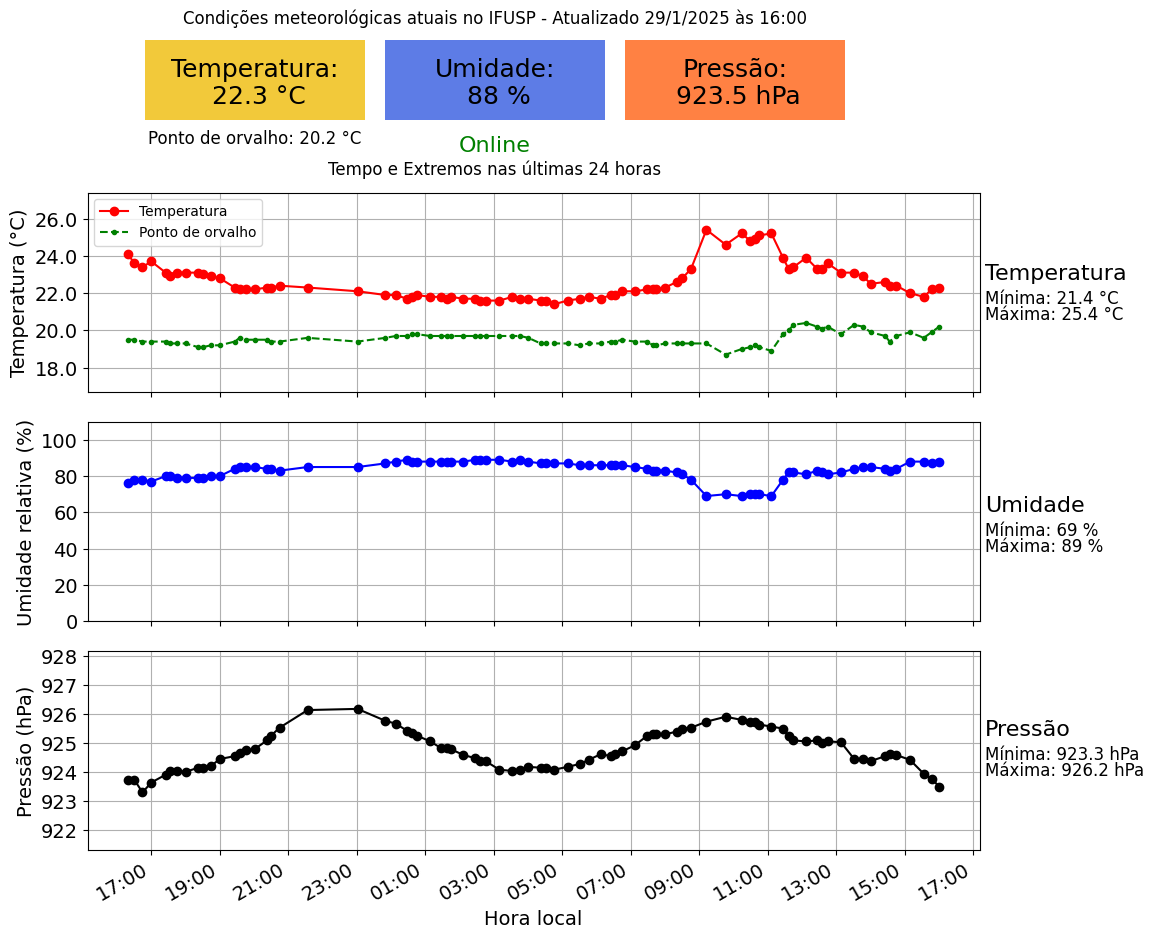 Condições meteorológicas atuais no IFUSP - Atualizado 29/1/2025 às 16:00
Temperatura:
22.3 °C
Umidade:
88 %
Pressão:
923.5 hPa
Ponto de orvalho: 20.2 °C
Online
Tempo e Extremos nas últimas 24 horas
Temperatura (°C)
26.0
24.0
22.0
20.0
18.0
Temperatura
Ponto de orvalho
Temperatura
Mínima: 21.4 °C
Máxima: 25.4 °C
Umidade relativa (%)
100
80
60
40
20
0
Umidade
Mínima: 69 %
Máxima: 89 %
Pressão (hPa)
928
927
926
925
924
923
922
Pressão
Mínima: 923.3 hPa
Máxima: 926.2 hPa
17:00 19:00 21:00 23:00 01:00 03:00 05:00 07:00 09:00 11:00 13:00 15:00 17:00
Hora local